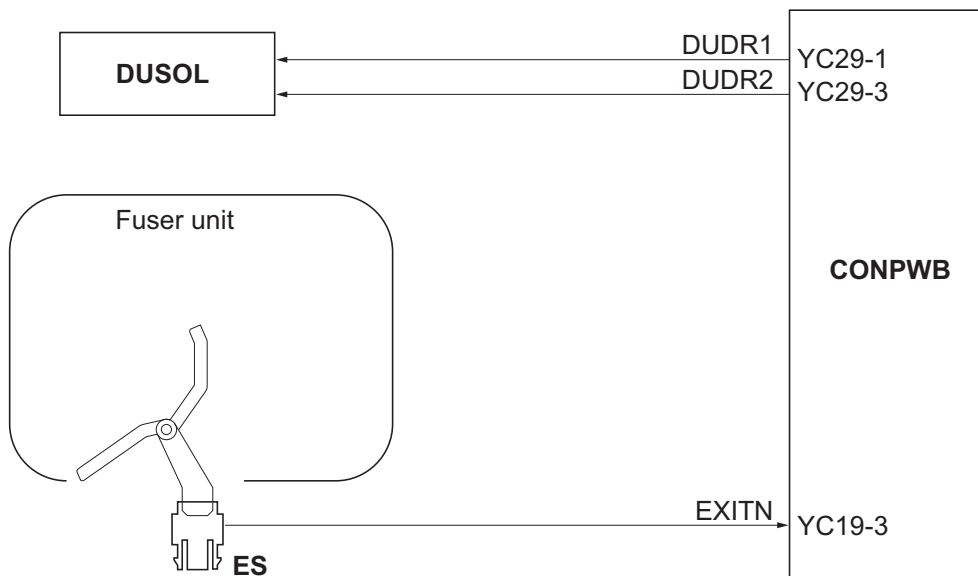 DUSOL
DUDR1
YC29-1
DUDR2
YC29-3
Fuser unit
CONPWB
EXITN
YC19-3
ES